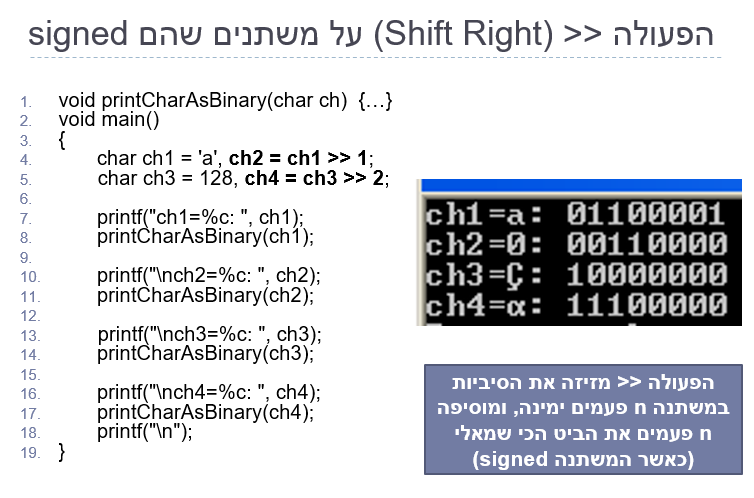 הפעולה >> (Shift Right) על משתנים שהם signed
1. void printCharAsBinary(char ch) {…}
2. void main()
3. {
4. char ch1 = 'a', ch2 = ch1 >> 1;
5. char ch3 = 128, ch4 = ch3 >> 2;
6.
7. printf("ch1=%c: ", ch1);
8. printCharAsBinary(ch1);
9.
10. printf("\nch2=%c: ", ch2);
11. printCharAsBinary(ch2);
12.
13. printf("\nch3=%c: ", ch3);
14. printCharAsBinary(ch3);
15.
16. printf("\nch4=%c: ", ch4);
17. printCharAsBinary(ch4);
18. printf("\n");
19. }
ch1=a: 01100001
ch2=0: 00110000
ch3=Ç: 10000000
ch4=α: 11100000
הפעולה >> מזיזה את הסיביות
במשתנה n פעמים ימינה, ומוסיפה
n פעמים את הביט הכי שמאלי
(כאשר המשתנה signed)